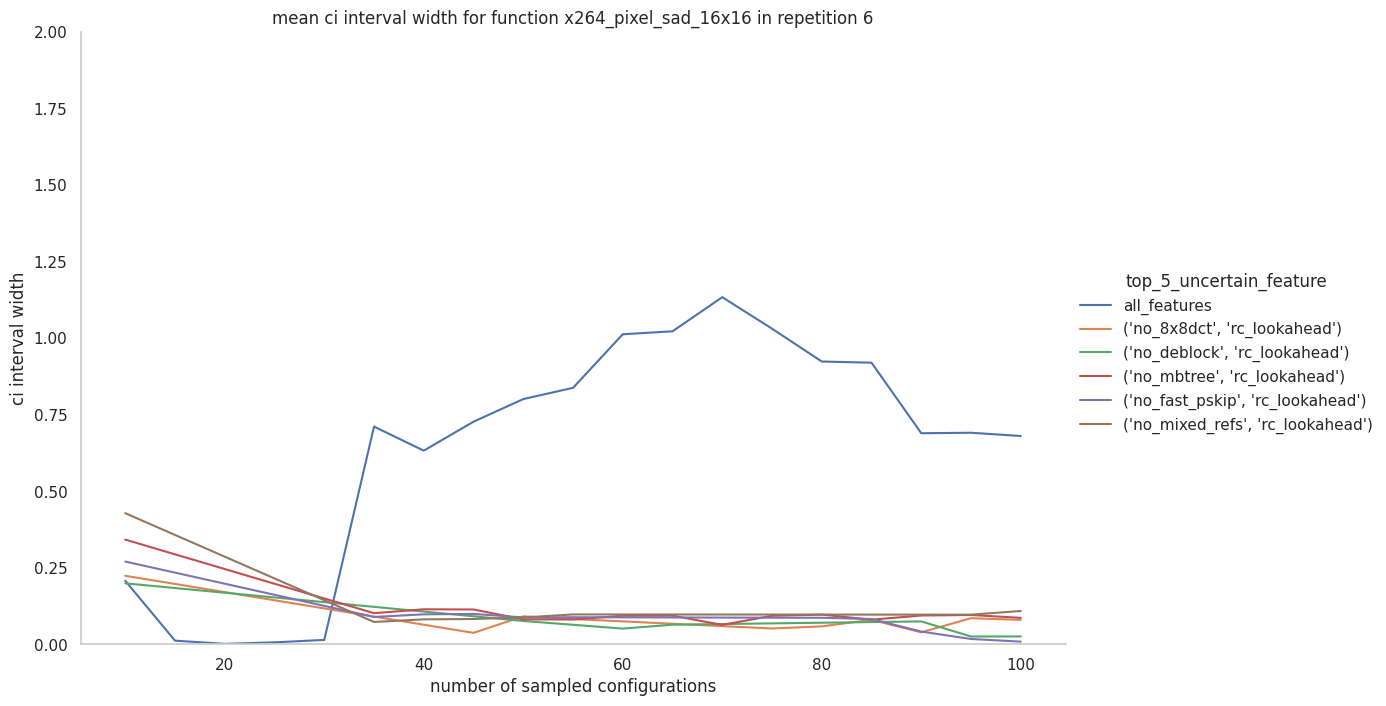 mean ci interval width for function x264_pixel_sad_16x16 in repetition 6
2.00
1.75
1.50
1.25
1.00
0.75
0.50
0.25
0.00
ci interval width
20
40
60
80
100
number of sampled configurations
top_5_uncertain_feature
all_features
('no_8x8dct', 'rc_lookahead')
('no_deblock', 'rc_lookahead')
('no_mbtree', 'rc_lookahead')
('no_fast_pskip', 'rc_lookahead')
('no_mixed_refs', 'rc_lookahead')